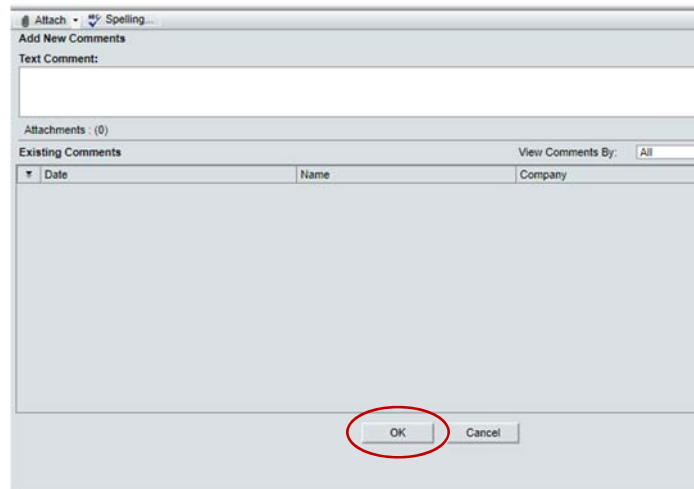 Attach Spelling...
Add New Comments
Text Comment:
Attachments : (0)
Existing Comments View Comments By: All
Date Name Company
OK Cancel